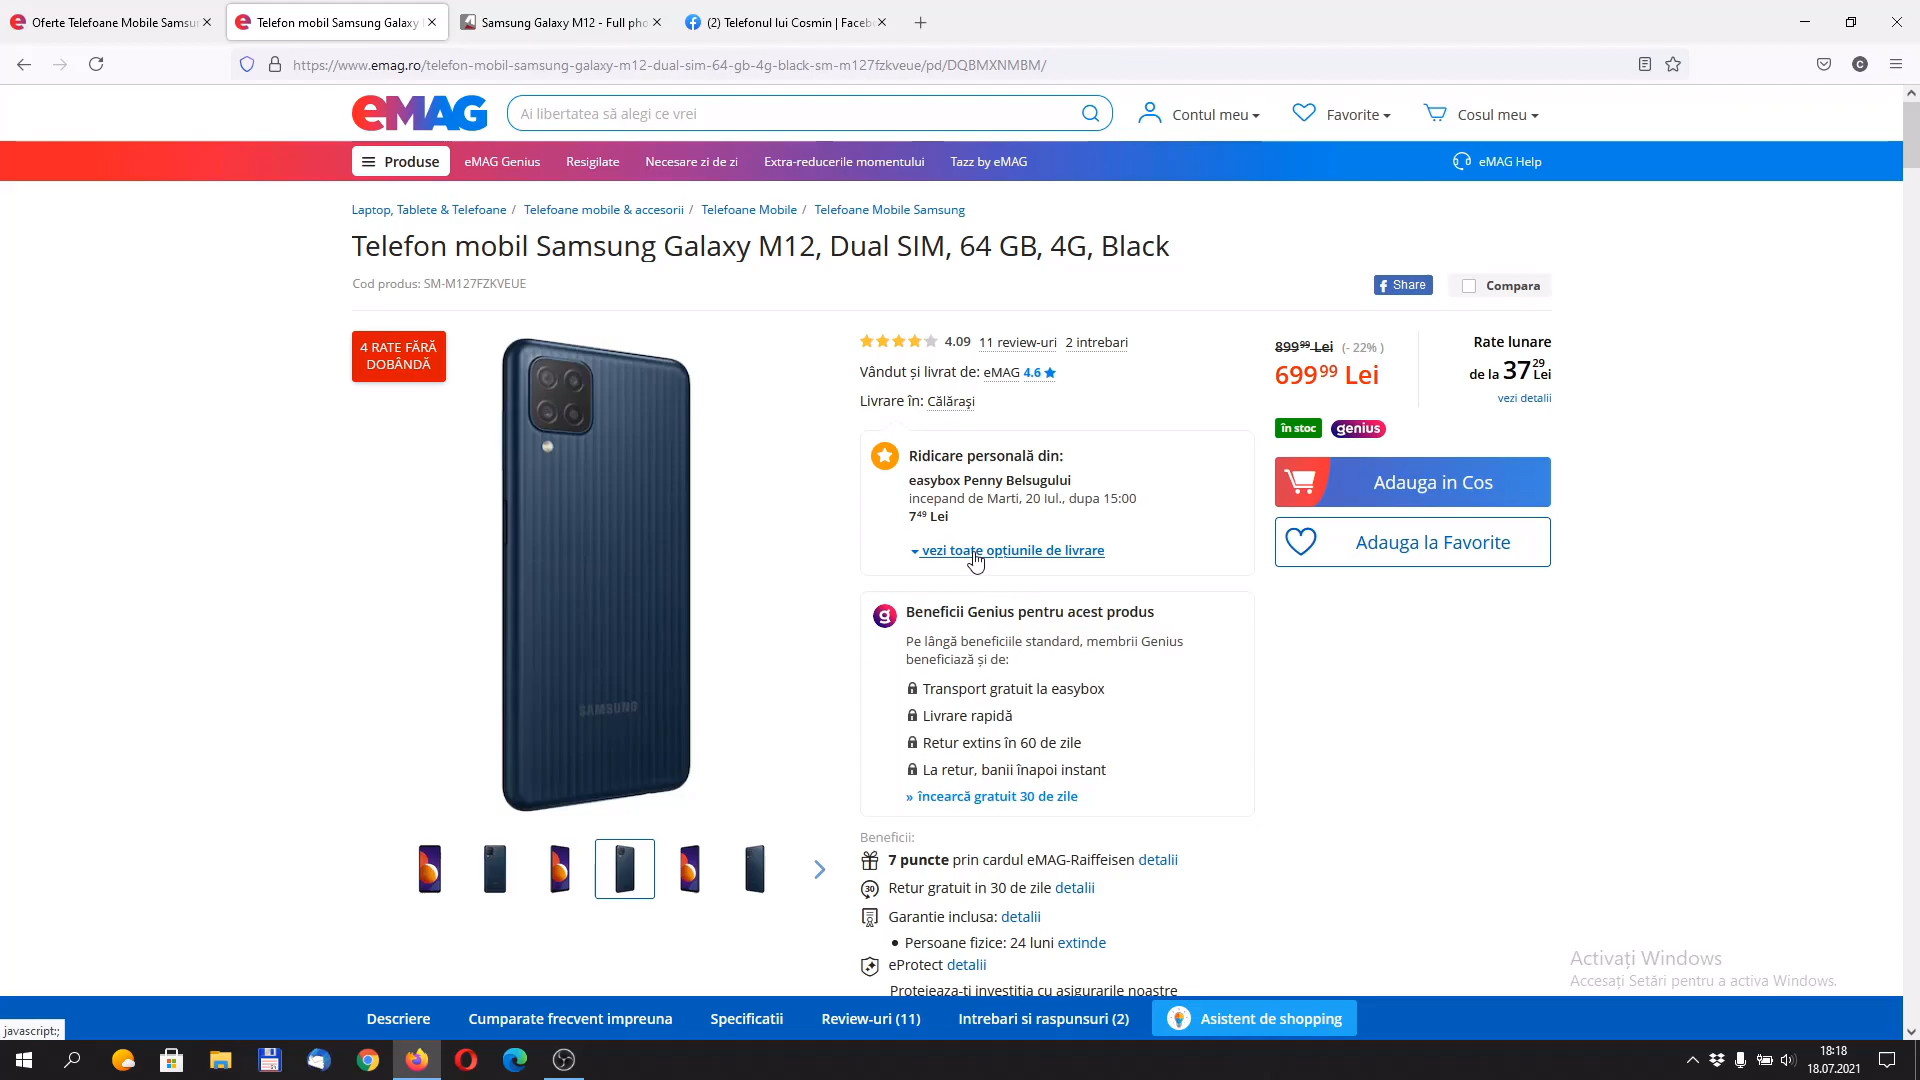 Oferte Telefoane Mobile Samsu
Telefon mobil Samsung Galaxy
Samsung Galaxy M12 - Full pho
(2) Telefonul lui Cosmin | Faceb
https://www.emag.ro/telefon-mobil-samsung-galaxy-m12-dual-sim-64-gb-4g-black-sm-m127fzkveue/pd/DQBMXNMBM/
C
eMAG
Ai libertatea să alegi ce vrei
Contul meu
Favorite
Cosul meu
Produse
eMAG Genius
Resigilate
Necesare zi de zi
Extra-reducerile momentului
Tazz by eMAG
eMAG Help
Laptop, Tablete & Telefoane / Telefoane mobile & accesorii / Telefoane Mobile / Telefoane Mobile Samsung
Telefon mobil Samsung Galaxy M12, Dual SIM, 64 GB, 4G, Black
Cod produs: SM-M127FZKVEUE
Share
Compara
4 RATE FĂRĂ
DOBÂNDĂ
SAMSUNG
4.09 11 review-uri 2 intrebari
Vândut și livrat de: eMAG 4.6
Livrare în: Călăraşi
Ridicare personală din:
easybox Penny Belsugului
incepand de Marti, 20 Iul., dupa 15:00
7⁴⁹ Lei
vezi toate opțiunile de livrare
Beneficii Genius pentru acest produs
Pe lângă beneficiile standard, membrii Genius
beneficiază și de:
Transport gratuit la easybox
Livrare rapidă
Retur extins în 60 de zile
La retur, banii înapoi instant
» încearcă gratuit 30 de zile
Beneficii:
7 puncte prin cardul eMAG-Raiffeisen detalii
30 Retur gratuit in 30 de zile detalii
Garantie inclusa: detalii
• Persoane fizice: 24 luni extinde
eProtect detalii
Protejeaza-ti investitia cu asigurarile noastre
899⁹⁹ Lei (- 22% )
699⁹⁹ Lei
Rate lunare
de la 37²⁹ Lei
vezi detalii
în stoc
genius
Adauga in Cos
Adauga la Favorite
Activați Windows
Accesați Setări pentru a activa Windows.
Descriere
Cumparate frecvent impreuna
Specificatii
Review-uri (11)
Intrebari si raspunsuri (2)
Asistent de shopping
javascript:;
18:18
18.07.2021